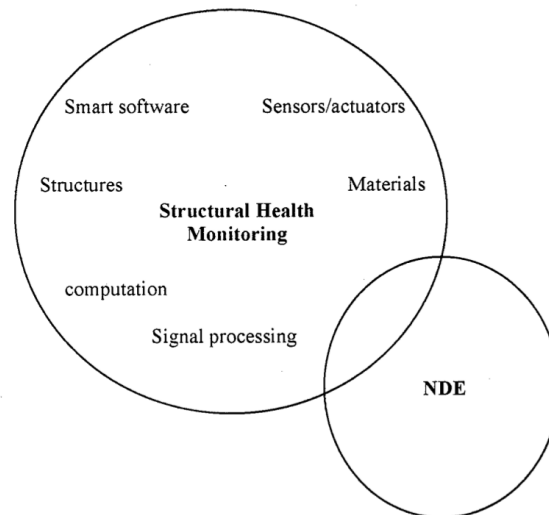 Smart software
Sensors/actuators
Structures
Materials
Structural Health
Monitoring
computation
Signal processing
NDE